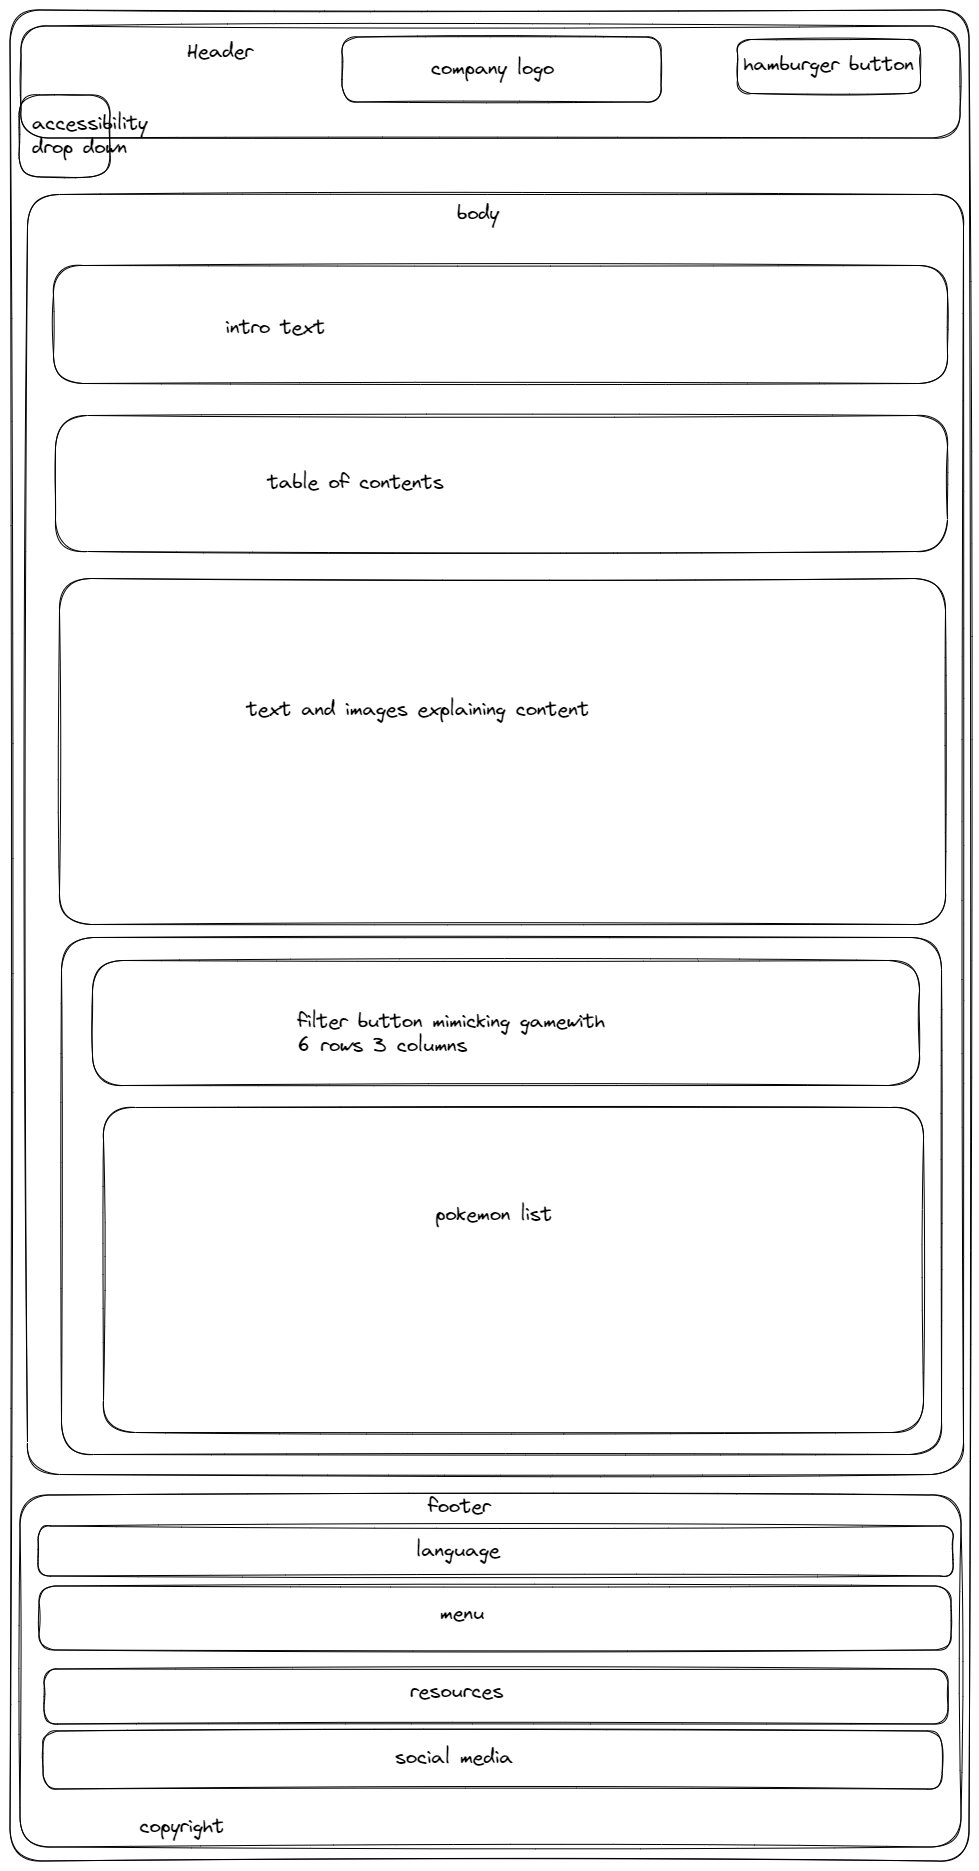 Header
company logo
hamburger button
accessibility
drop down
body
intro text
table of contents
text and images explaining content
filter button mimicking gamewith
6 rows 3 columns
pokemon list
footer
language
menu
resources
social media
copyright